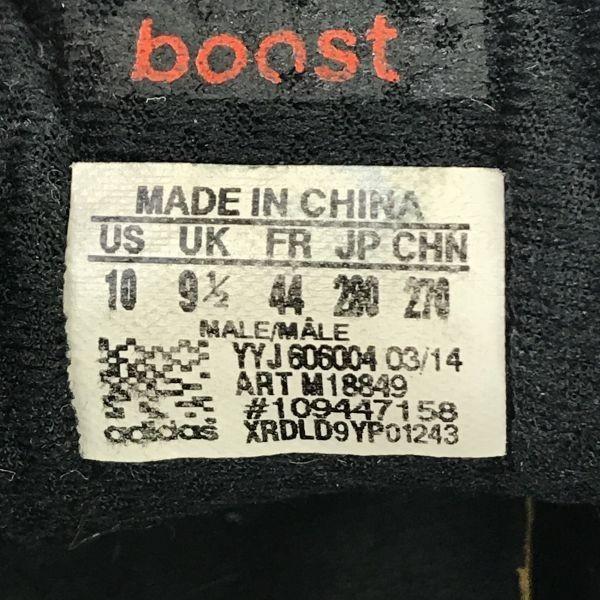 boost
MADE IN CHINA
US UK FR JP CHN
10 9½ 44 280 270
MALE/MÂLE
YYJ 606004 03/14
ART M18849
#109447158
adidas XRDLD9YP01243